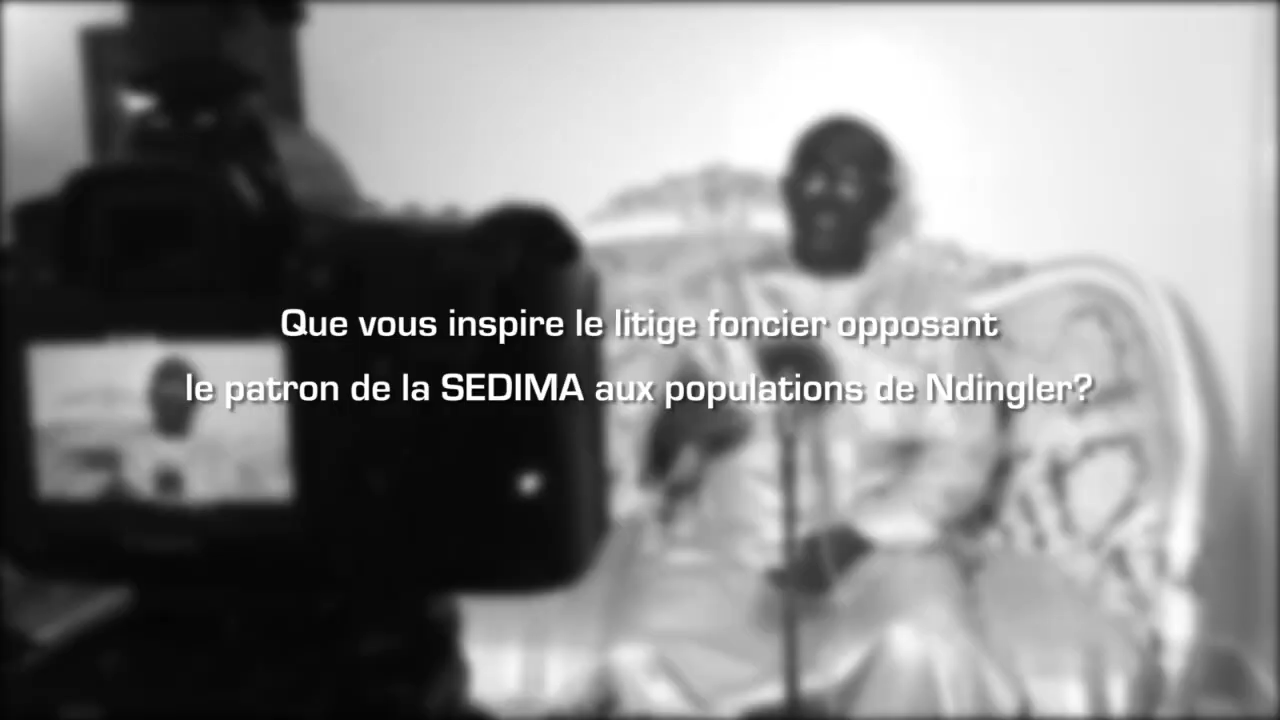 Que vous inspire le litige foncier opposant
le patron de la SEDIMA aux populations de Ndingler?